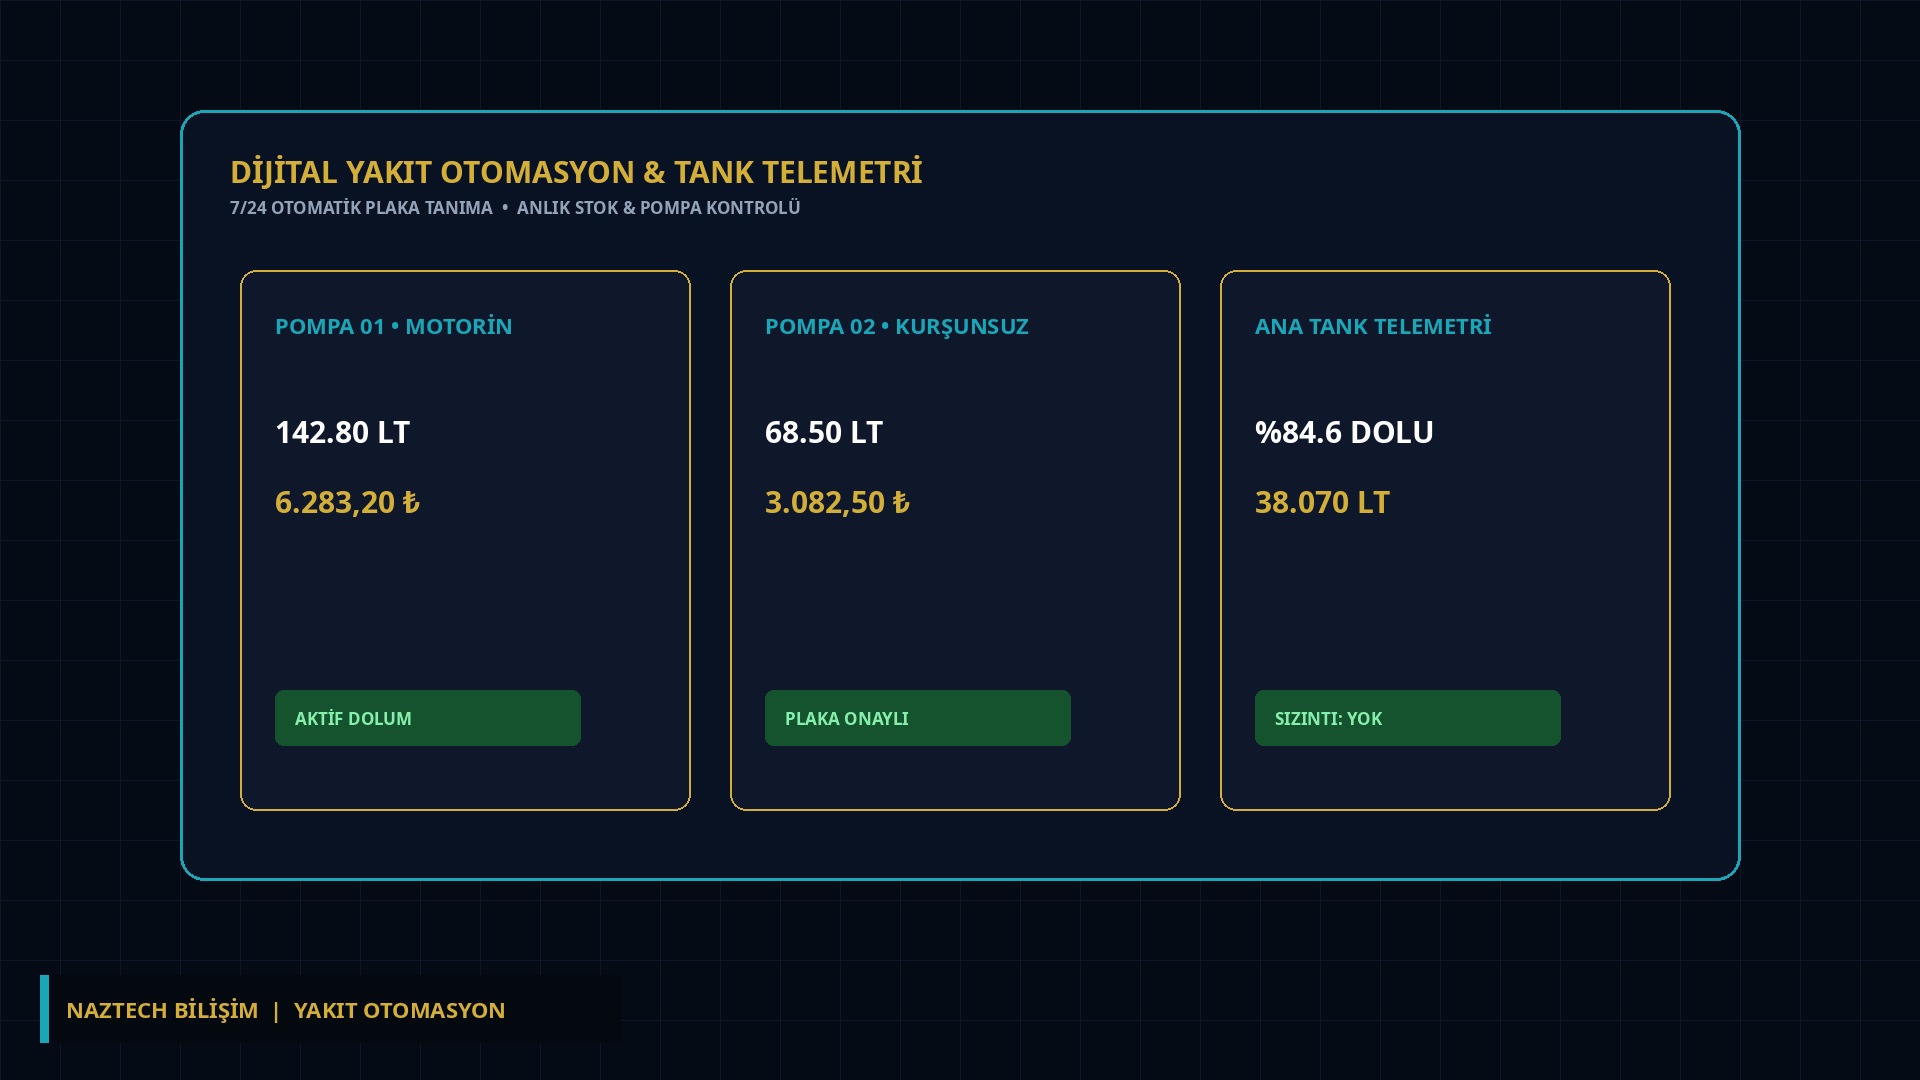 DİJİTAL YAKIT OTOMASYON & TANK TELEMETRİ
7/24 OTOMATİK PLAKA TANIMA • ANLIK STOK & POMPA KONTROLÜ
POMPA 01 • MOTORİN
142.80 LT
6.283,20 ₺
AKTİF DOLUM
POMPA 02 • KURŞUNSUZ
68.50 LT
3.082,50 ₺
PLAKA ONAYLI
ANA TANK TELEMETRİ
%84.6 DOLU
38.070 LT
SIZINTI: YOK
NAZTECH BİLİŞİM | YAKIT OTOMASYON